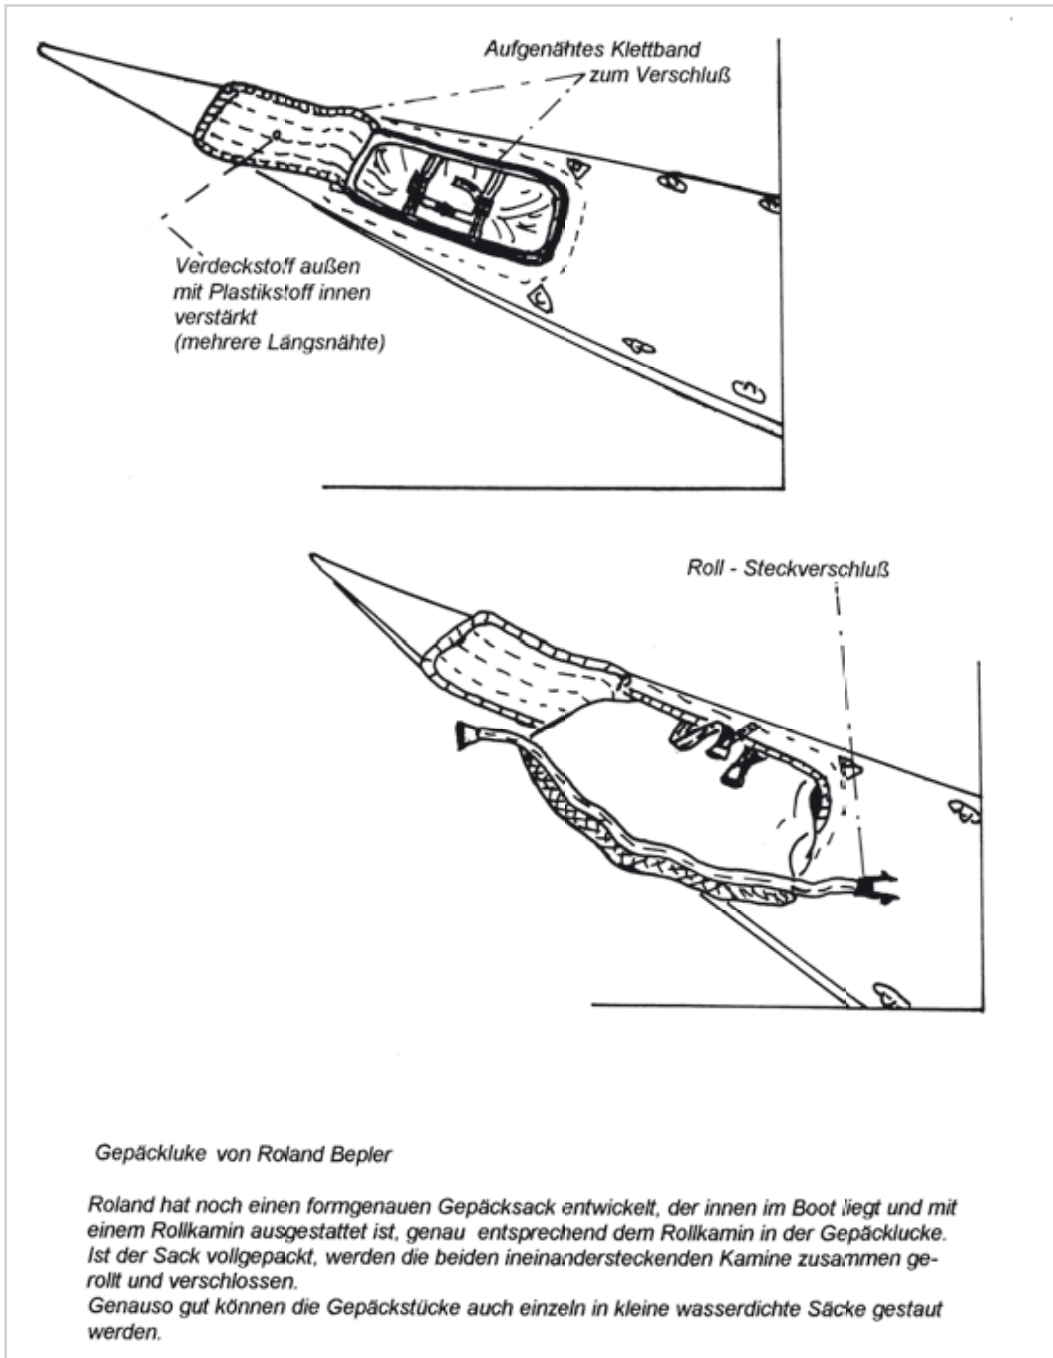 Aufgenähtes Klettband
zum Verschluß
Verdeckstoff außen
mit Plastikstoff innen
verstärkt
(mehrere Längsnähte)
Roll - Steckverschluß
Gepäckluke von Roland Bepler
Roland hat noch einen formgenauen Gepäcksack entwickelt, der innen im Boot liegt und mit
einem Rollkamin ausgestattet ist, genau entsprechend dem Rollkamin in der Gepäcklucke.
Ist der Sack vollgepackt, werden die beiden ineinandersteckenden Kamine zusammen ge-
rollt und verschlossen.
Genauso gut können die Gepäckstücke auch einzeln in kleine wasserdichte Säcke gestaut
werden.